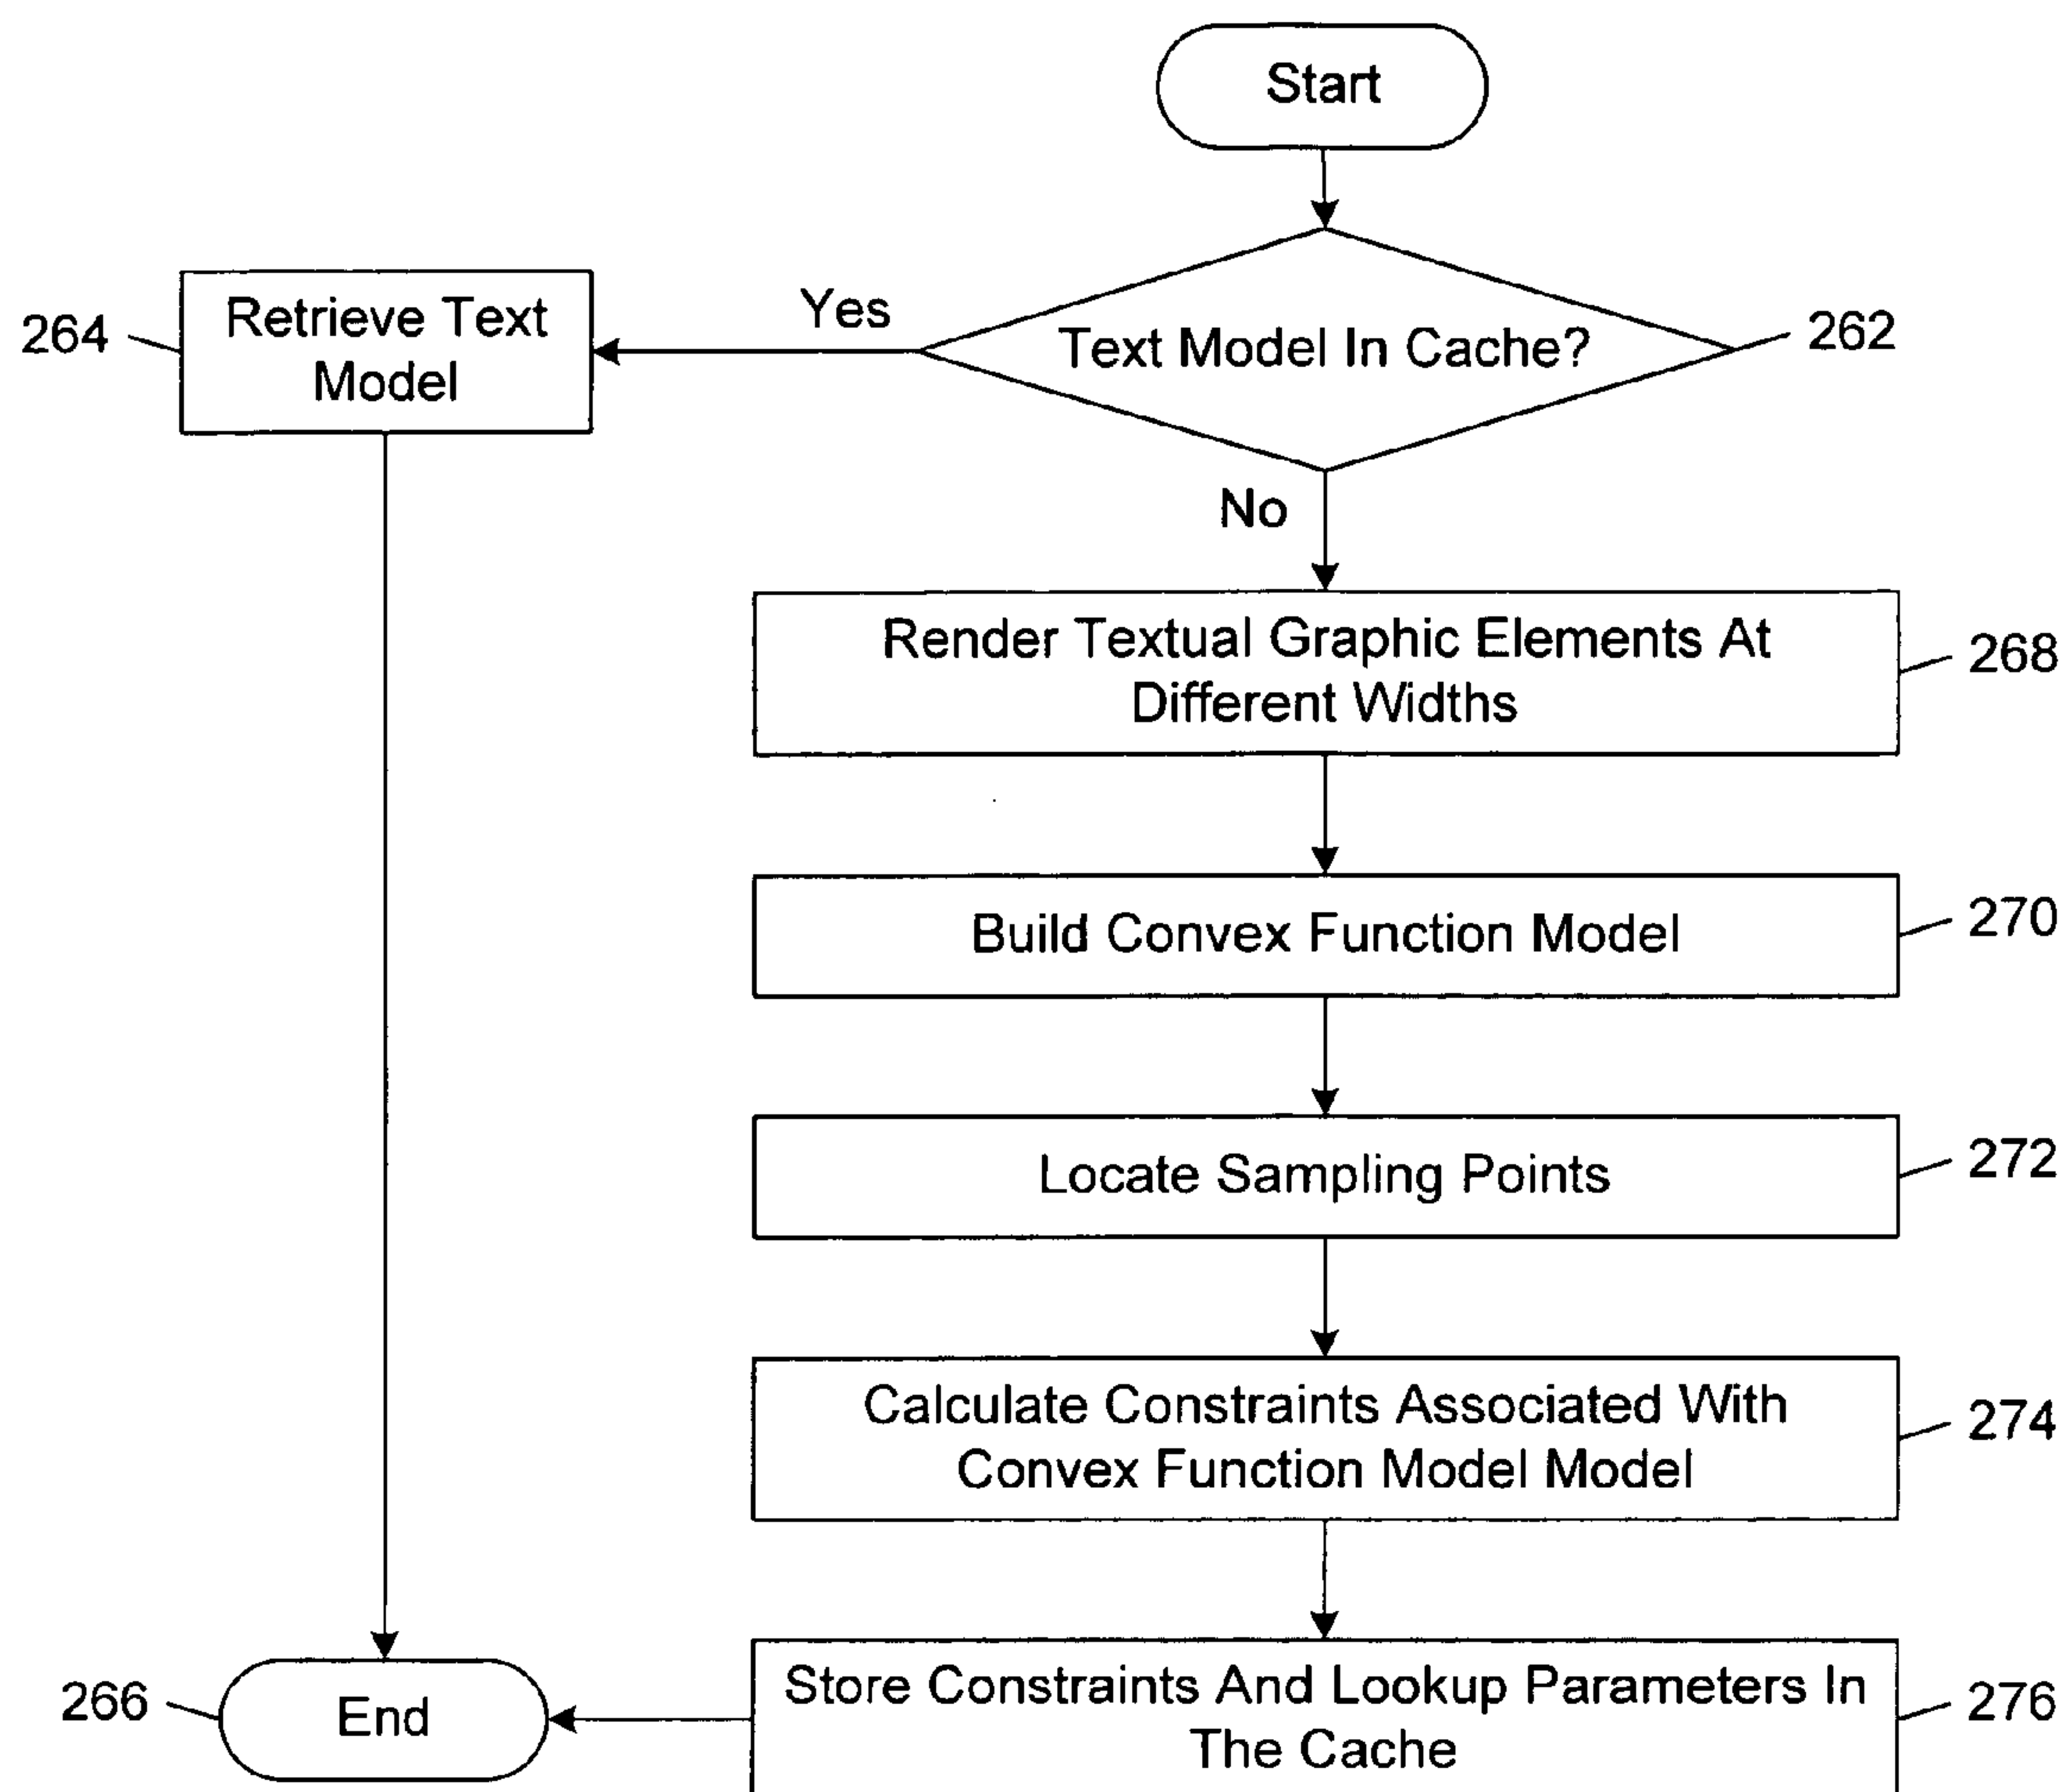 Start
Text Model In Cache?
262
Yes
Retrieve Text
Model
264
No
Render Textual Graphic Elements At
Different Widths
268
Build Convex Function Model
270
Locate Sampling Points
272
Calculate Constraints Associated With
Convex Function Model Model
274
Store Constraints And Lookup Parameters In
The Cache
276
End
266